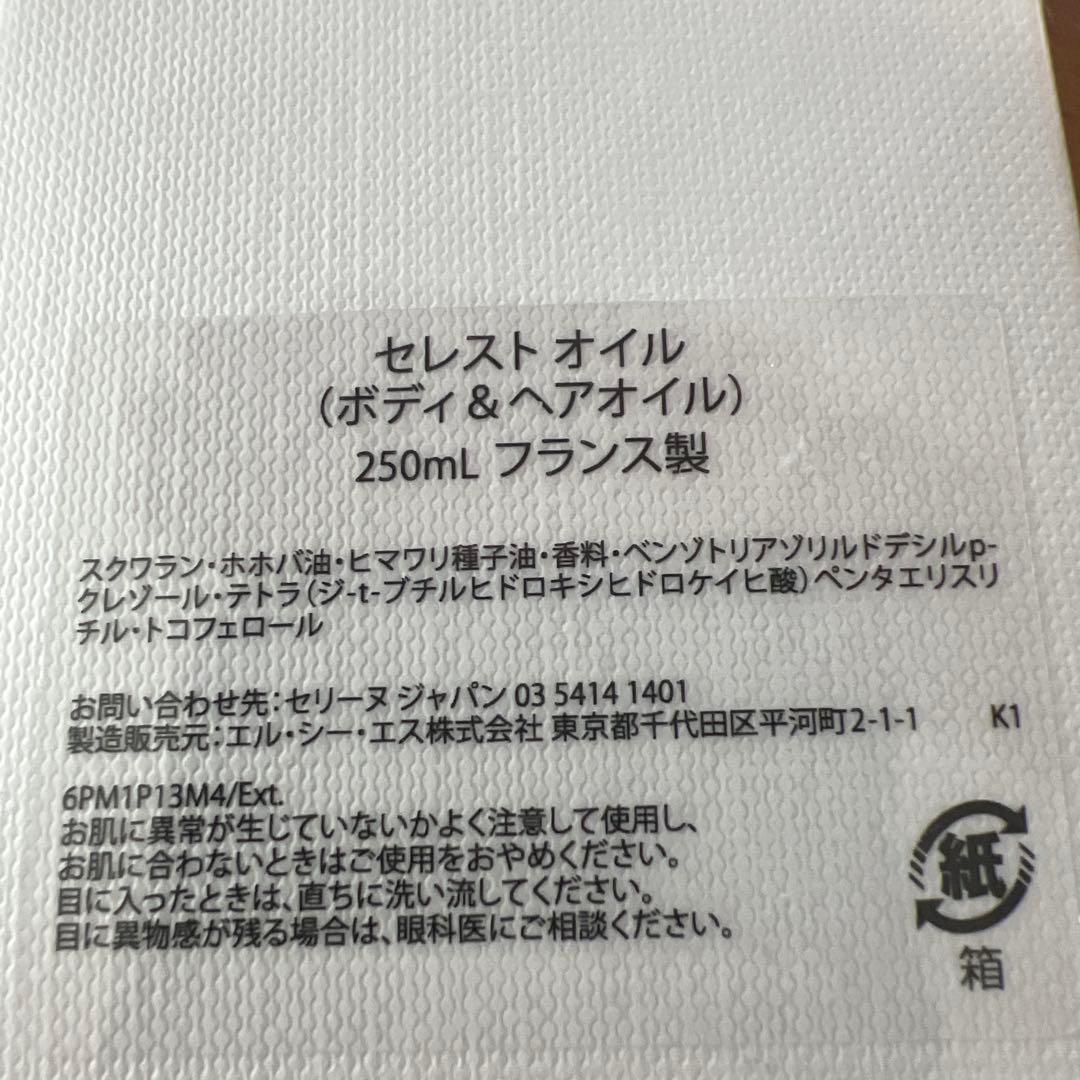 セレスト オイル
（ボディ＆ヘアオイル）
250mL フランス製
スクワラン・ホホバ油・ヒマワリ種子油・香料・ベンゾトリアゾリルドデシルp-
クレゾール・テトラ（ジ-t-ブチルヒドロキシヒドロケイヒ酸）ペンタエリスリ
チル・トコフェロール
お問い合わせ先：セリーヌ ジャパン 03 5414 1401
製造販売元：エル・シー・エス株式会社 東京都千代田区平河町2-1-1 K1
6PM1P13M4/Ext.
お肌に異常が生じていないかよく注意して使用し、
お肌に合わないときはご使用をおやめください。
目に入ったときは、直ちに洗い流してください。
目に異物感が残る場合は、眼科医にご相談ください。
紙
箱